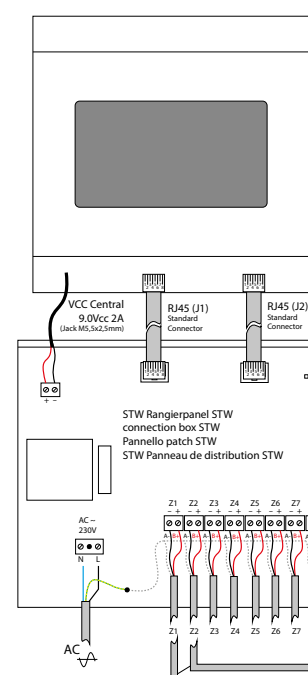 VCC Central
9.0Vcc 2A
(Jack M5,5x2,5mm)
RJ45 (J1)
Standard
Connector
RJ45 (J2)
Standard
Connector
+ −
STW Rangierpanel STW
connection box STW
Pannello patch STW
STW Panneau de distribution STW
Z1 Z2 Z3 Z4 Z5 Z6 Z7
− + − + − + − + − + − + − +
AC ~
230V
A- B+ A- B+ A- B+ A- B+ A- B+ A- B+ A- B+
N L
Z1 Z2 Z3 Z4 Z5 Z6 Z7
AC